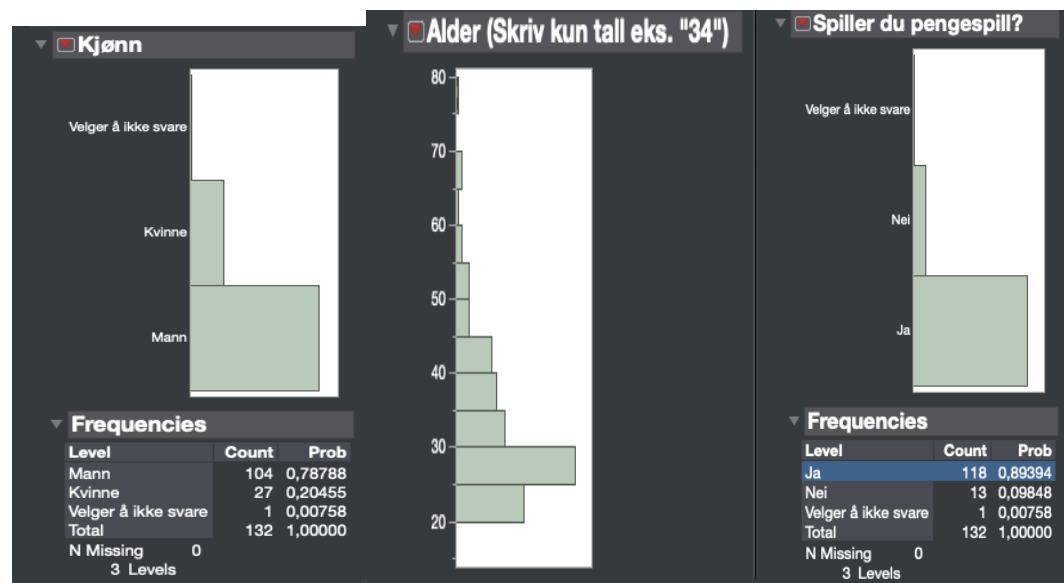 Kjønn
Velger å ikke svare
Kvinne
Mann
Frequencies
Level Count Prob
Mann 104 0,78788
Kvinne 27 0,20455
Velger å ikke svare 1 0,00758
Total 132 1,00000
N Missing 0
3 Levels
Alder (Skriv kun tall eks. "34")
80
70
60
50
40
30
20
Spiller du pengespill?
Velger å ikke svare
Nei
Ja
Frequencies
Level Count Prob
Ja 118 0,89394
Nei 13 0,09848
Velger å ikke svare 1 0,00758
Total 132 1,00000
N Missing 0
3 Levels